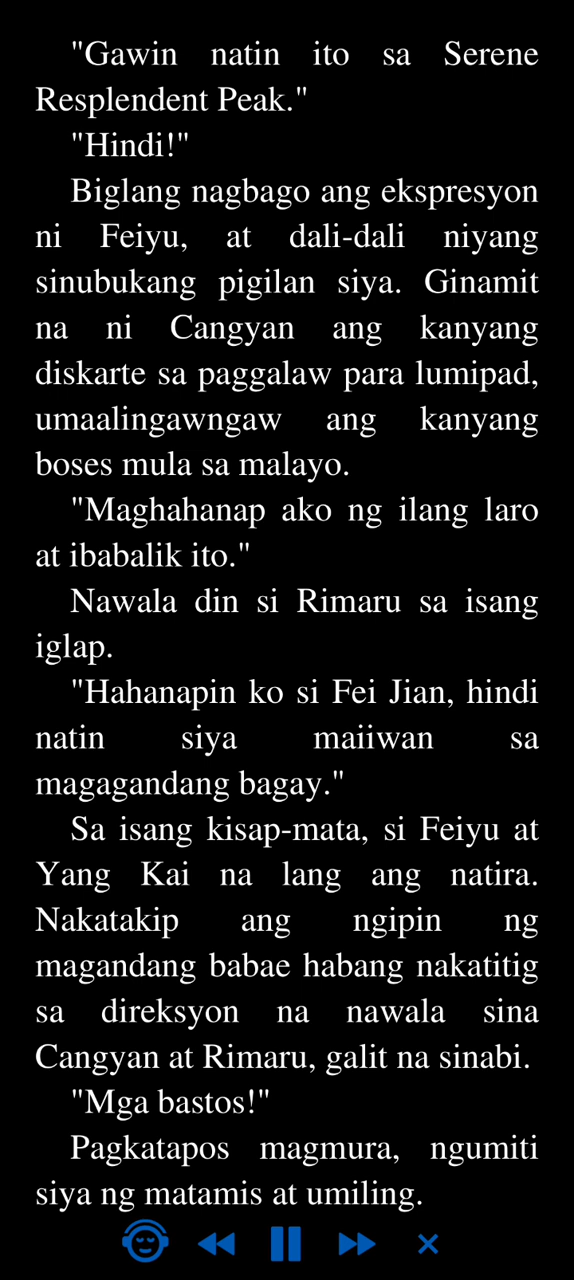 "Gawin natin ito sa Serene
Resplendent Peak."
"Hindi!"
Biglang nagbago ang ekspresyon
ni Feiyu, at dali-dali niyang
sinubukang pigilan siya. Ginamit
na ni Cangyan ang kanyang
diskarte sa paggalaw para lumipad,
umaalingawngaw ang kanyang
boses mula sa malayo.
"Maghahanap ako ng ilang laro
at ibabalik ito."
Nawala din si Rimaru sa isang
iglap.
"Hahanapin ko si Fei Jian, hindi
natin siya maiiwan sa
magagandang bagay."
Sa isang kisap-mata, si Feiyu at
Yang Kai na lang ang natira.
Nakatakip ang ngipin ng
magandang babae habang nakatitig
sa direksyon na nawala sina
Cangyan at Rimaru, galit na sinabi.
"Mga bastos!"
Pagkatapos magmura, ngumiti
siya ng matamis at umiling.